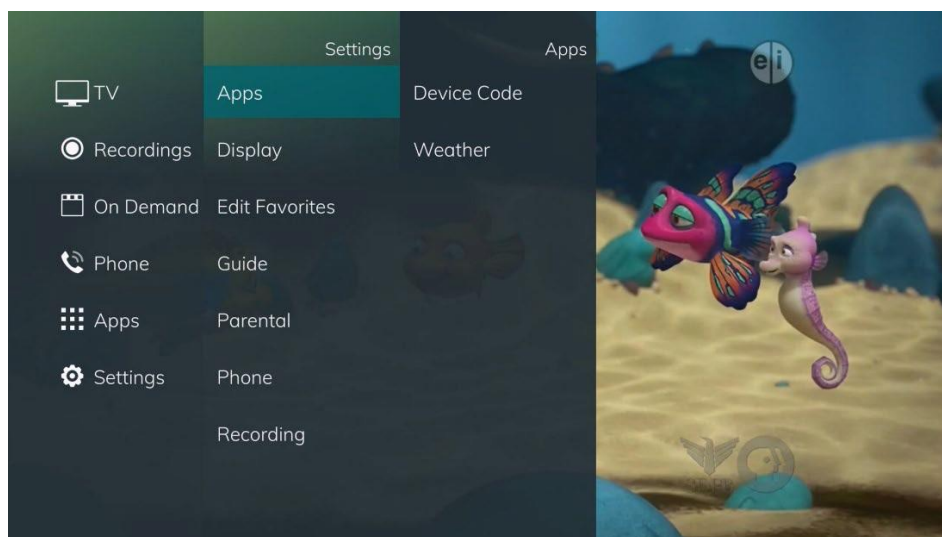 TV
Recordings
On Demand
Phone
Apps
Settings
Settings
Apps
Display
Edit Favorites
Guide
Parental
Phone
Recording
Apps
Device Code
Weather
e/i